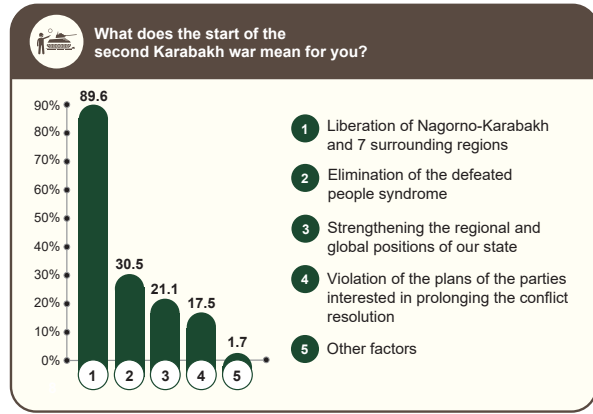 What does the start of the
second Karabakh war mean for you?
90%
80%
70%
60%
50%
40%
30%
20%
10%
0%
89.6
30.5
21.1
17.5
1.7
1
2
3
4
5
1 Liberation of Nagorno-Karabakh
and 7 surrounding regions
2 Elimination of the defeated
people syndrome
3 Strengthening the regional and
global positions of our state
4 Violation of the plans of the parties
interested in prolonging the conflict
resolution
5 Other factors